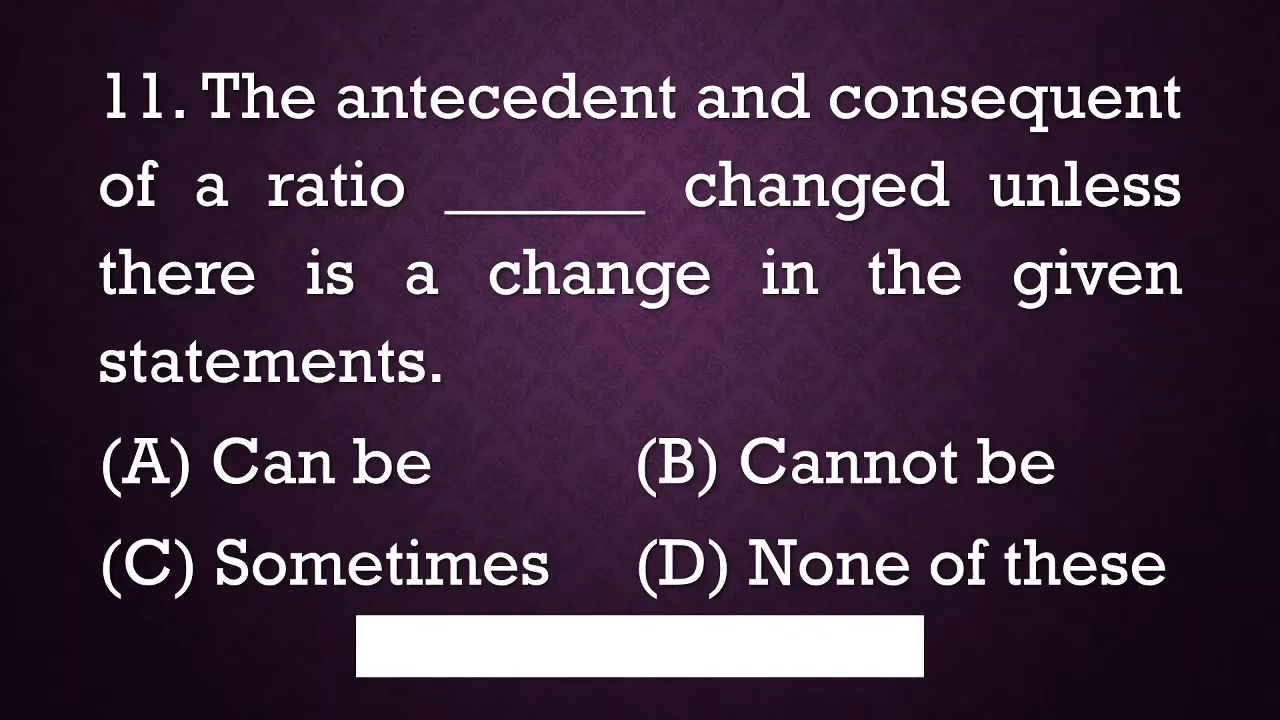 11. The antecedent and consequent
of a ratio ______ changed unless
there is a change in the given
statements.
(A) Can be (B) Cannot be
(C) Sometimes (D) None of these